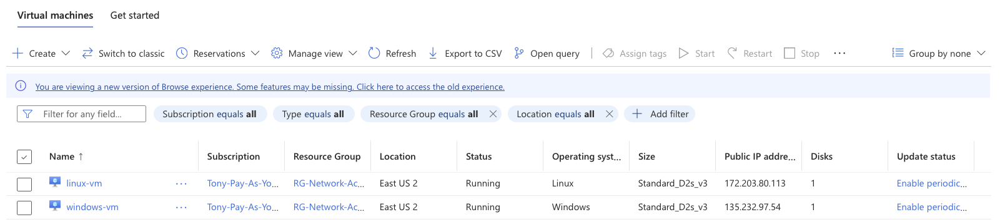 Virtual machines Get started
Create Switch to classic Reservations Manage view Refresh Export to CSV Open query Assign tags Start Restart Stop ··· Group by none
You are viewing a new version of Browse experience. Some features may be missing. Click here to access the old experience.
Filter for any field... Subscription equals all Type equals all Resource Group equals all Location equals all Add filter
Name ↑ Subscription Resource Group Location Status Operating syst... Size Public IP addre... Disks Update status
linux-vm ··· Tony-Pay-As-Yo... RG-Network-Ac... East US 2 Running Linux Standard_D2s_v3 172.203.80.113 1 Enable periodic...
windows-vm ··· Tony-Pay-As-Yo... RG-Network-Ac... East US 2 Running Windows Standard_D2s_v3 135.232.97.54 1 Enable periodic...